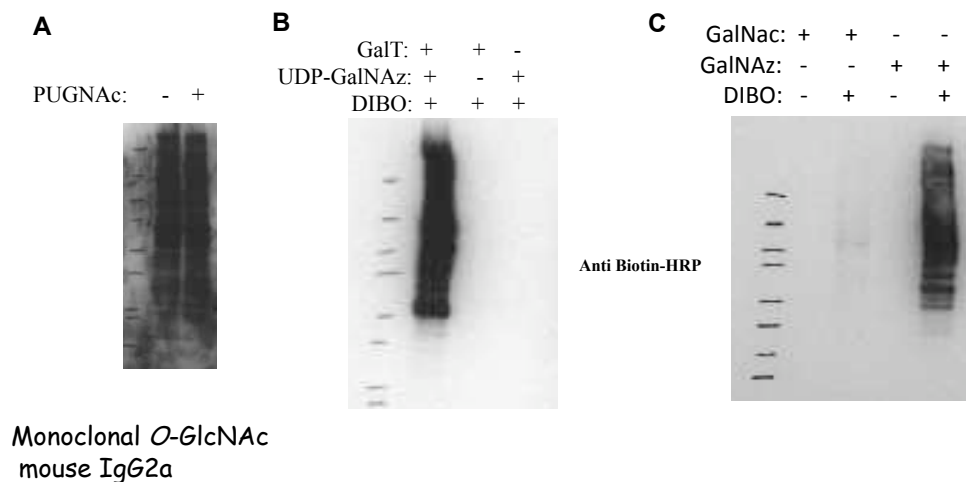 A
PUGNAc: - +
Monoclonal O-GlcNAc
mouse IgG2a
B
GalT: + + -
UDP-GalNAz: + - +
DIBO: + + +
Anti Biotin-HRP
C
GalNac: + + - -
GalNAz: - - + +
DIBO: - + - +